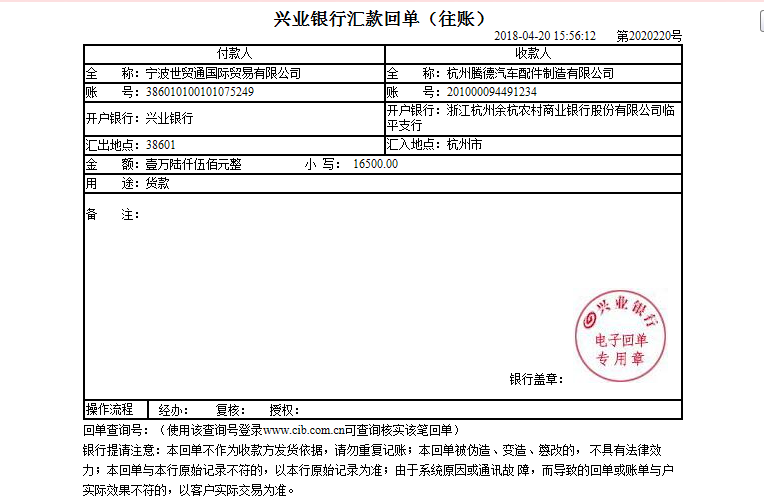 兴业银行汇款回单（往账）
2018-04-20 15:56:12 第2020220号
付款人 收款人
全 称：宁波世贸通国际贸易有限公司 全 称：杭州腾德汽车配件制造有限公司
账 号：386010100101075249 账 号：201000094491234
开户银行：兴业银行 开户银行：浙江杭州余杭农村商业银行股份有限公司临
平支行
汇出地点：38601 汇入地点：杭州市
金 额：壹万陆仟伍佰元整 小 写： 16500.00
用 途：货款
备 注：
兴业银行
电子回单
专用章
银行盖章：
操作流程 经办： 复核： 授权：
回单查询号：（使用该查询号登录www.cib.com.cn可查询核实该笔回单）
银行提请注意：本回单不作为收款方发货依据，请勿重复记账；本回单被伪造、变造、篡改的， 不具有法律效
力；本回单与本行原始记录不符的，以本行原始记录为准；由于系统原因或通讯故 障，而导致的回单或账单与户
实际效果不符的，以客户实际交易为准。